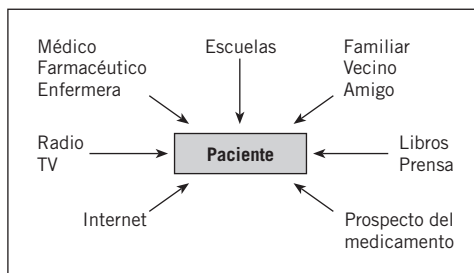 Médico
Farmacéutico
Enfermera
Escuelas
Familiar
Vecino
Amigo
Radio
TV
Paciente
Libros
Prensa
Internet
Prospecto del
medicamento